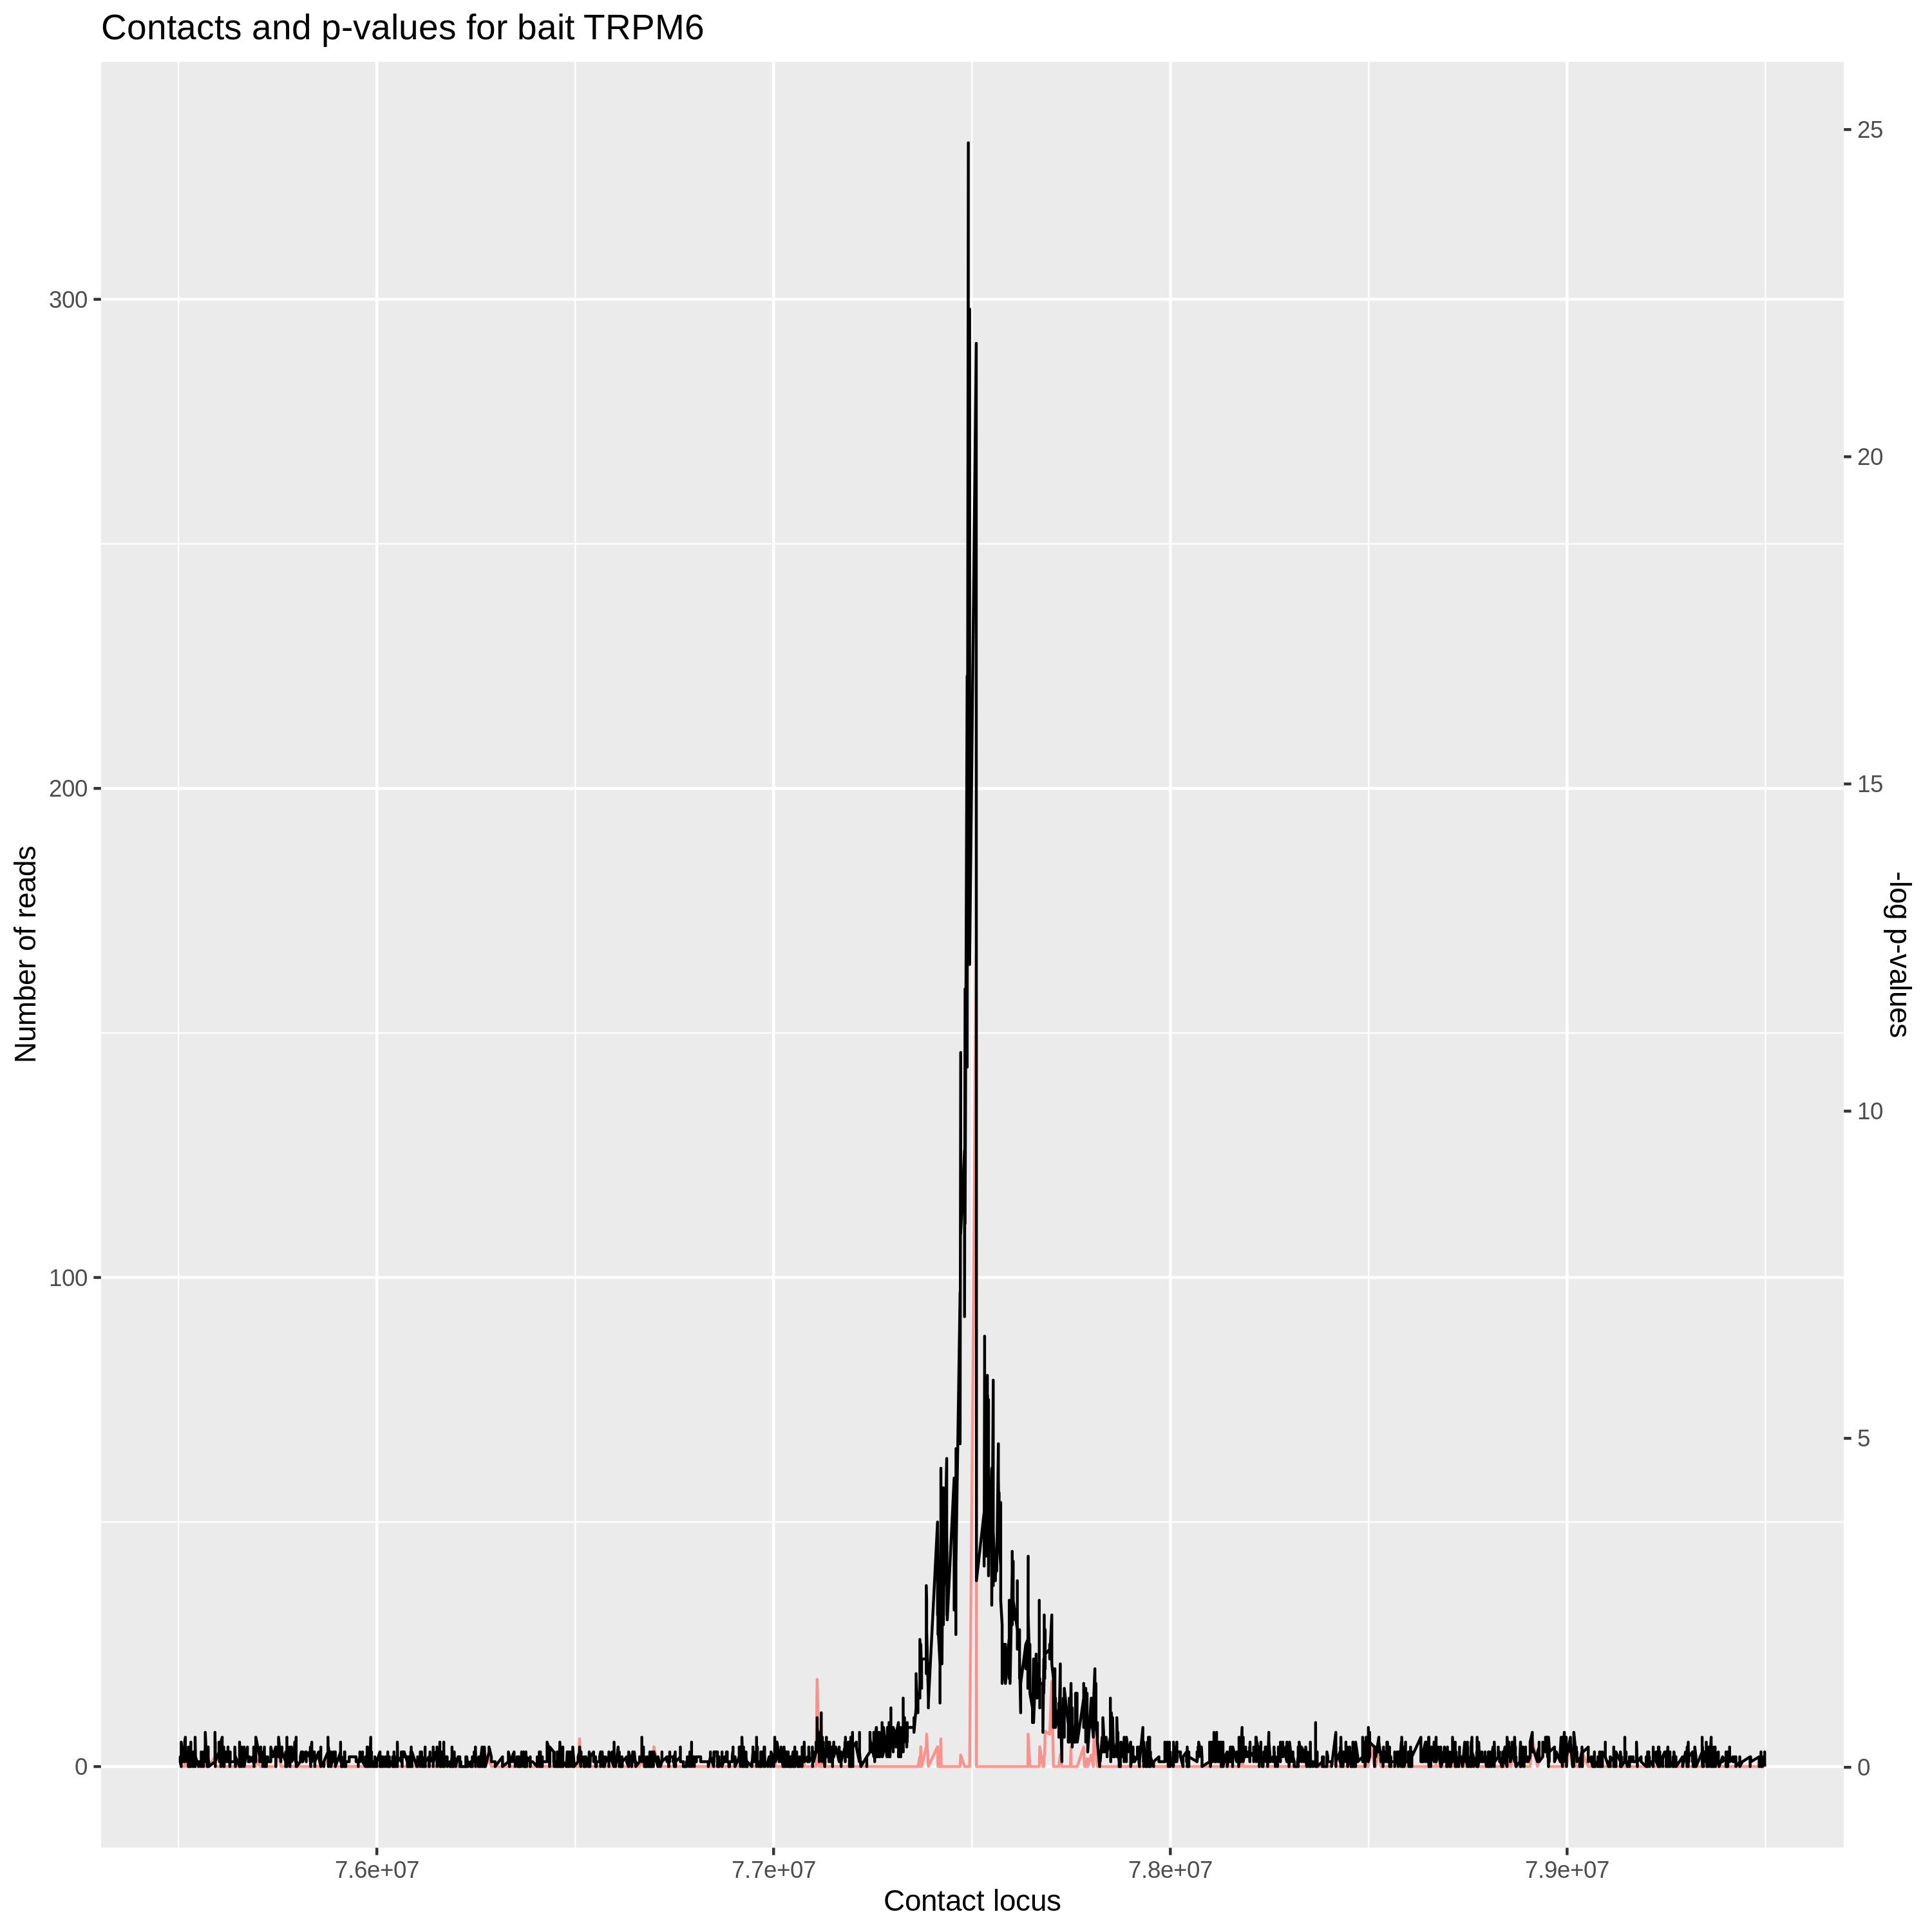 Contacts and p-values for bait TRPM6
25
300
20
200
15
Number of reads
-log p-values
10
100
5
0
0
7.6e+07
7.7e+07
7.8e+07
7.9e+07
Contact locus